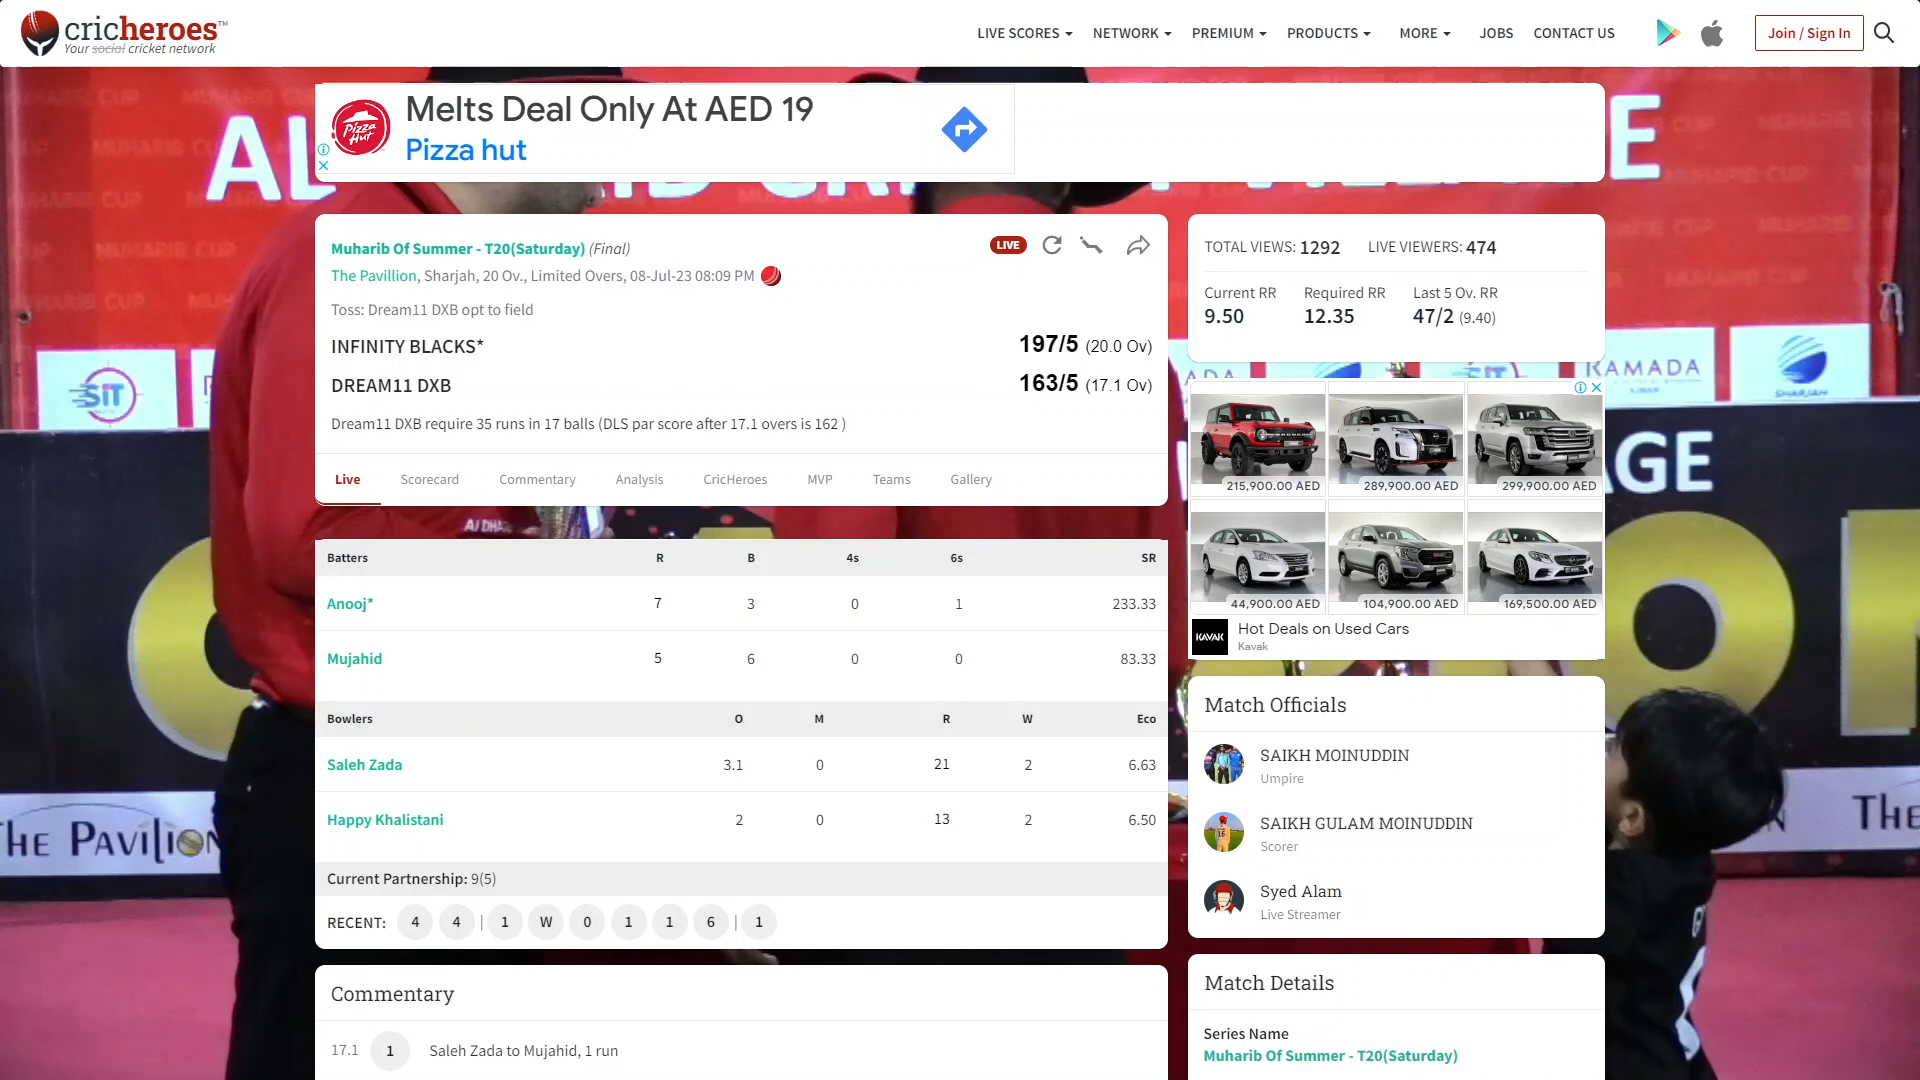 cricheroes™
Your social cricket network
LIVE SCORES
NETWORK
PREMIUM
PRODUCTS
MORE
JOBS
CONTACT US
Join / Sign In
Melts Deal Only At AED 19
Pizza hut
Pizza Hut
Muharib Of Summer - T20(Saturday) (Final)
LIVE
The Pavillion, Sharjah, 20 Ov., Limited Overs, 08-Jul-23 08:09 PM
Toss: Dream11 DXB opt to field
INFINITY BLACKS* 197/5 (20.0 Ov)
DREAM11 DXB 163/5 (17.1 Ov)
Dream11 DXB require 35 runs in 17 balls (DLS par score after 17.1 overs is 162 )
Live Scorecard Commentary Analysis CricHeroes MVP Teams Gallery
Batters R B 4s 6s SR
Anooj* 7 3 0 1 233.33
Mujahid 5 6 0 0 83.33
Bowlers O M R W Eco
Saleh Zada 3.1 0 21 2 6.63
Happy Khalistani 2 0 13 2 6.50
Current Partnership: 9(5)
RECENT: 4 4 | 1 W 0 1 1 6 | 1
Commentary
17.1 1 Saleh Zada to Mujahid, 1 run
TOTAL VIEWS: 1292 LIVE VIEWERS: 474
Current RR Required RR Last 5 Ov. RR
9.50 12.35 47/2 (9.40)
215,900.00 AED 289,900.00 AED 299,900.00 AED
44,900.00 AED 104,900.00 AED 169,500.00 AED
KAVAK
Hot Deals on Used Cars
Kavak
Match Officials
SAIKH MOINUDDIN
Umpire
SAIKH GULAM MOINUDDIN
Scorer
Syed Alam
Live Streamer
Match Details
Series Name
Muharib Of Summer - T20(Saturday)
MUHARIB CUP
SIT
RAMADA
SHARJAH
THE PAVILION
THE